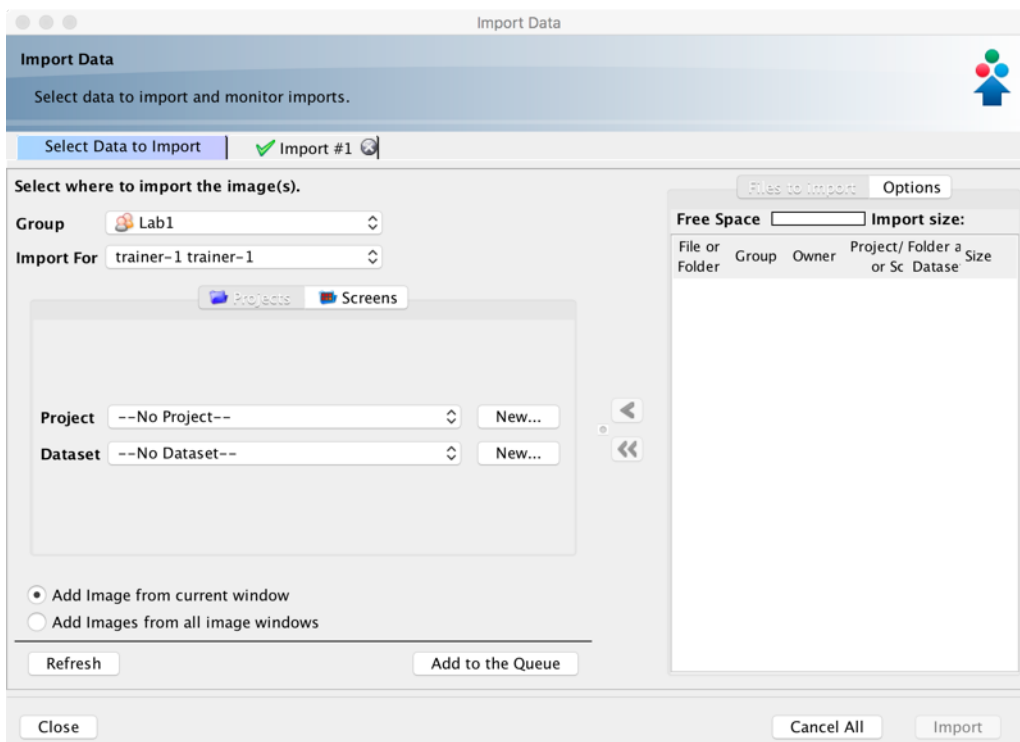 Import Data
Import Data
Select data to import and monitor imports.
Select Data to Import
Import #1
Select where to import the image(s).
Group Lab1
Import For trainer-1 trainer-1
Projects Screens
Project --No Project-- New...
Dataset --No Dataset-- New...
Add Image from current window
Add Images from all image windows
Refresh Add to the Queue
Files to import Options
Free Space Import size:
File or Folder Group Owner Project/ or Sc Folder a Datase Size
Close Cancel All Import